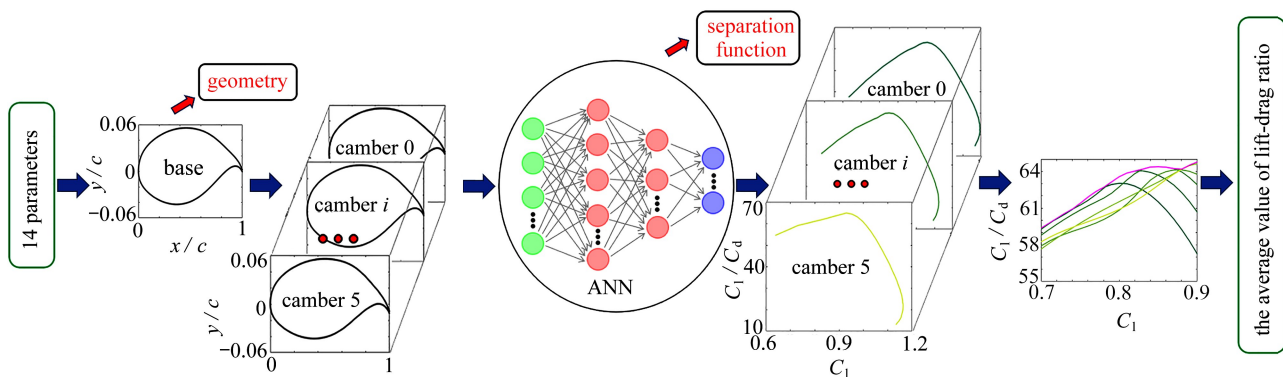 14 parameters
geometry
0.06
0
−0.06
y / c
base
0
1
x / c
camber 0
camber i
0.06
0
−0.06
y / c
camber 5
0
1
x / c
ANN
separation
function
camber 0
camber i
70
40
10
C_l / C_d
camber 5
0.6
0.9
1.2
C_l
64
61
58
55
C_l / C_d
0.7
0.8
0.9
C_l
the average value of lift-drag ratio